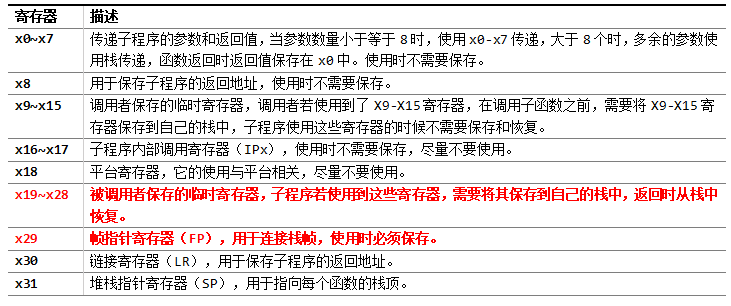 寄存器 描述
x0~x7 传递子程序的参数和返回值，当参数数量小于等于8时，使用x0-x7传递，大于8个时，多余的参数使
用栈传递，函数返回时返回值保存在x0中。使用时不需要保存。
x8 用于保存子程序的返回地址，使用时不需要保存。
x9~x15 调用者保存的临时寄存器，调用者若使用到了X9-X15寄存器，在调用子函数之前，需要将X9-X15寄
存器保存到自己的栈中，子程序使用这些寄存器的时候不需要保存和恢复。
x16~x17 子程序内部调用寄存器（IPx），使用时不需要保存，尽量不要使用。
x18 平台寄存器，它的使用与平台相关，尽量不要使用。
x19~x28 被调用者保存的临时寄存器，子程序若使用到这些寄存器，需要将其保存到自己的栈中，返回时从栈中
恢复。
x29 帧指针寄存器（FP），用于连接栈帧，使用时必须保存。
x30 链接寄存器（LR），用于保存子程序的返回地址。
x31 堆栈指针寄存器（SP），用于指向每个函数的栈顶。